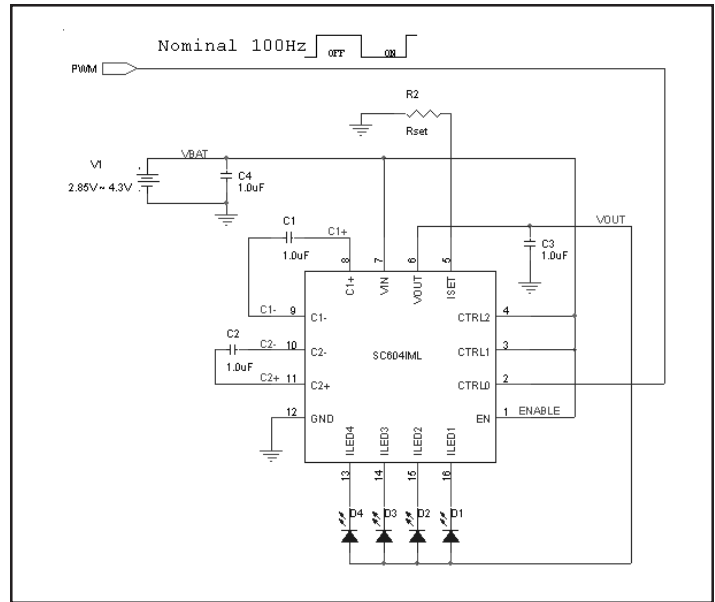 Nominal 100Hz
OFF
ON
PWM
R2
Rset
V1
2.85V~ 4.3V
VBAT
C4
1.0uF
C1
C1+
1.0uF
VOUT
C3
1.0uF
8
7
6
5
C1+
VIN
VOUT
ISET
C1-
9
C1-
CTRL2
4
C2
C2-
10
C2-
SC604IML
CTRL1
3
1.0uF
C2+
11
C2+
CTRL0
2
12
GND
EN
1
ENABLE
ILED4
ILED3
ILED2
ILED1
13
14
15
16
D4
D3
D2
D1